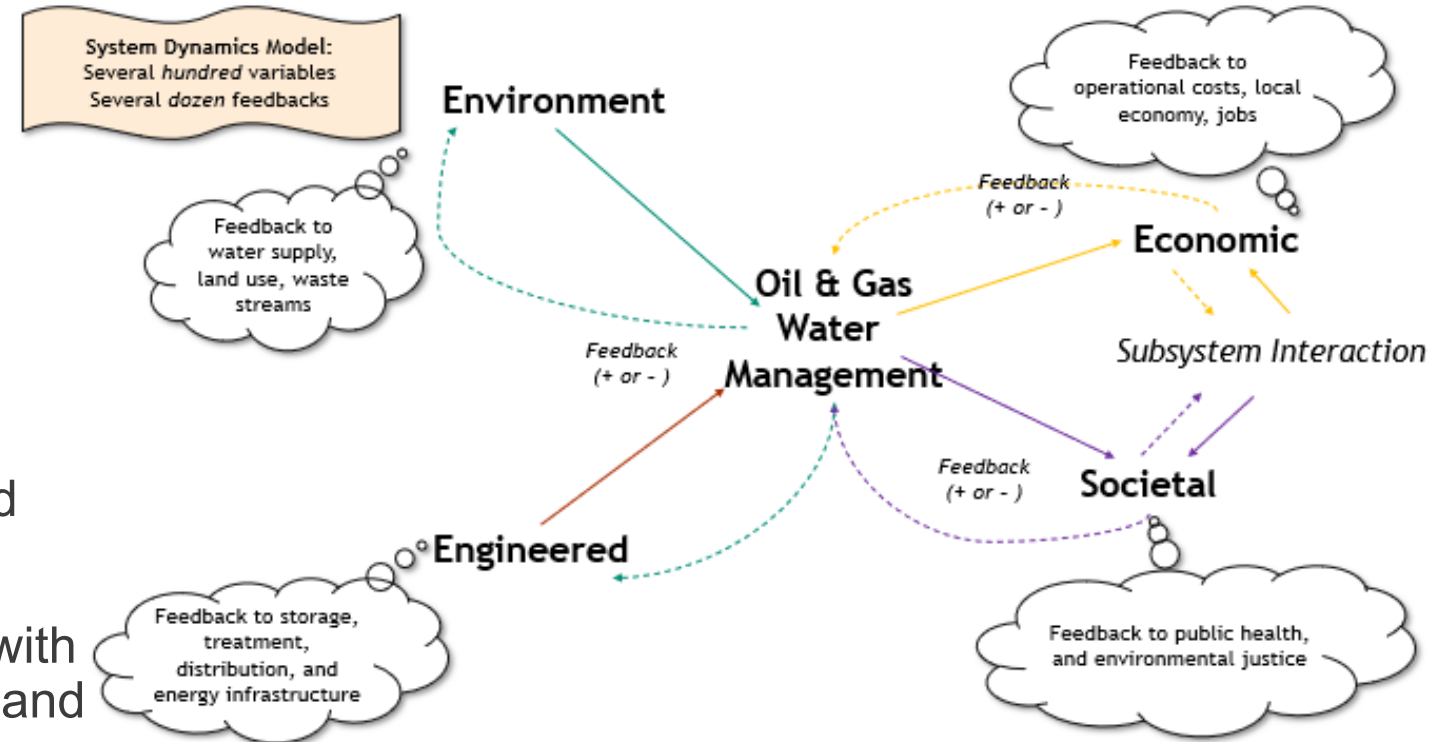 System Dynamics Model:
Several hundred variables
Several dozen feedbacks
Environment
Feedback to
operational costs, local
economy, jobs
Feedback to
water supply,
land use, waste
streams
Feedback
(+ or - )
Economic
Oil & Gas
Water
Management
Feedback
(+ or - )
Subsystem Interaction
Feedback
(+ or - )
Societal
d
Engineered
with
and
Feedback to storage,
treatment,
distribution, and
energy infrastructure
Feedback to public health,
and environmental justice